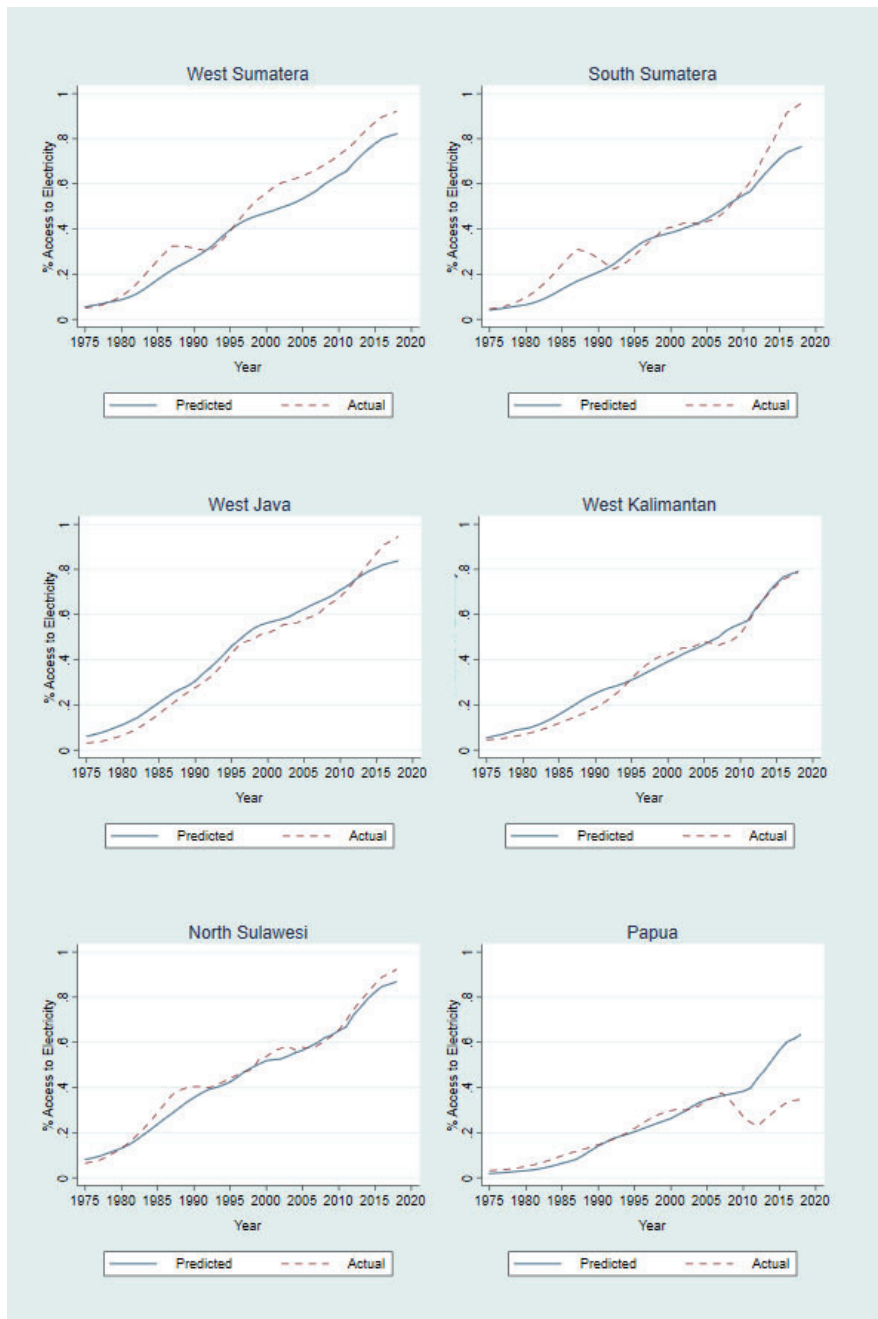 West Sumatera
% Access to Electricity
1
.8
.6
.4
.2
0
1975 1980 1985 1990 1995 2000 2005 2010 2015 2020
Year
Predicted Actual
South Sumatera
% Access to Electricity
1
.8
.6
.4
.2
0
1975 1980 1985 1990 1995 2000 2005 2010 2015 2020
Year
Predicted Actual
West Java
% Access to Electricity
1
.8
.6
.4
.2
0
1975 1980 1985 1990 1995 2000 2005 2010 2015 2020
Year
Predicted Actual
West Kalimantan
1
.8
.6
.4
.2
0
1975 1980 1985 1990 1995 2000 2005 2010 2015 2020
Year
Predicted Actual
North Sulawesi
% Access to Electricity
1
.8
.6
.4
.2
0
1975 1980 1985 1990 1995 2000 2005 2010 2015 2020
Year
Predicted Actual
Papua
% Access to Electricity
1
.8
.6
.4
.2
0
1975 1980 1985 1990 1995 2000 2005 2010 2015 2020
Year
Predicted Actual